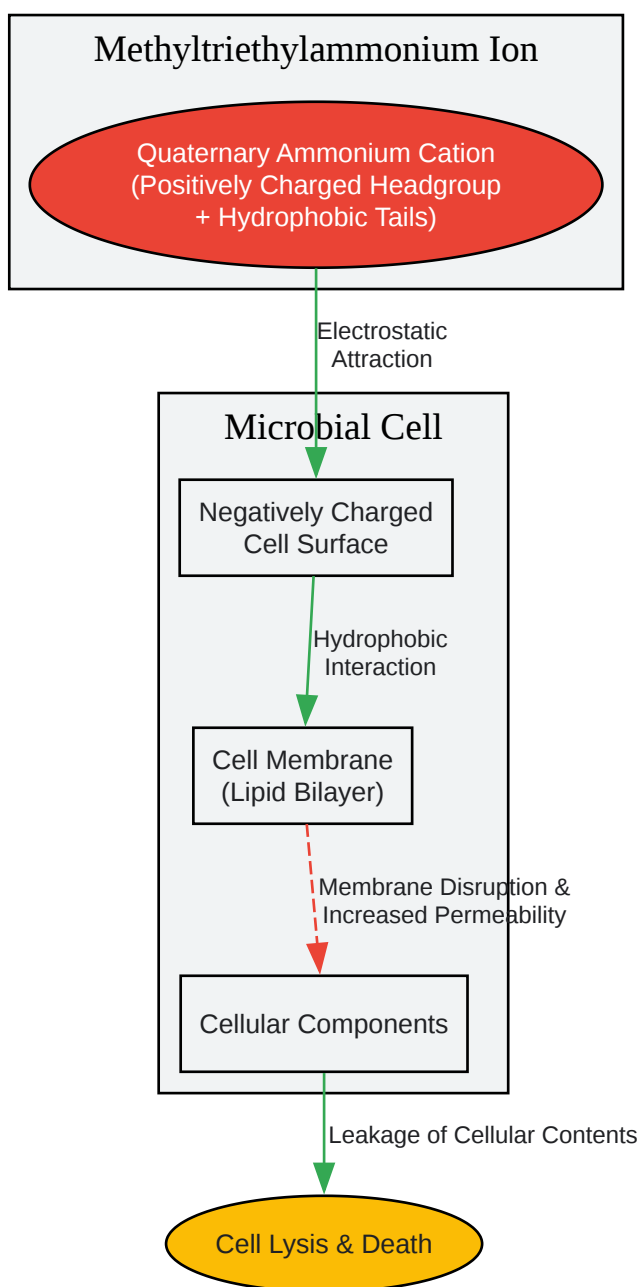 Methyltriethylammonium Ion
Quaternary Ammonium Cation
(Positively Charged Headgroup
+ Hydrophobic Tails)
Electrostatic
Attraction
Microbial Cell
Negatively Charged
Cell Surface
Hydrophobic
Interaction
Cell Membrane
(Lipid Bilayer)
Membrane Disruption &
Increased Permeability
Cellular Components
Leakage of Cellular Contents
Cell Lysis & Death